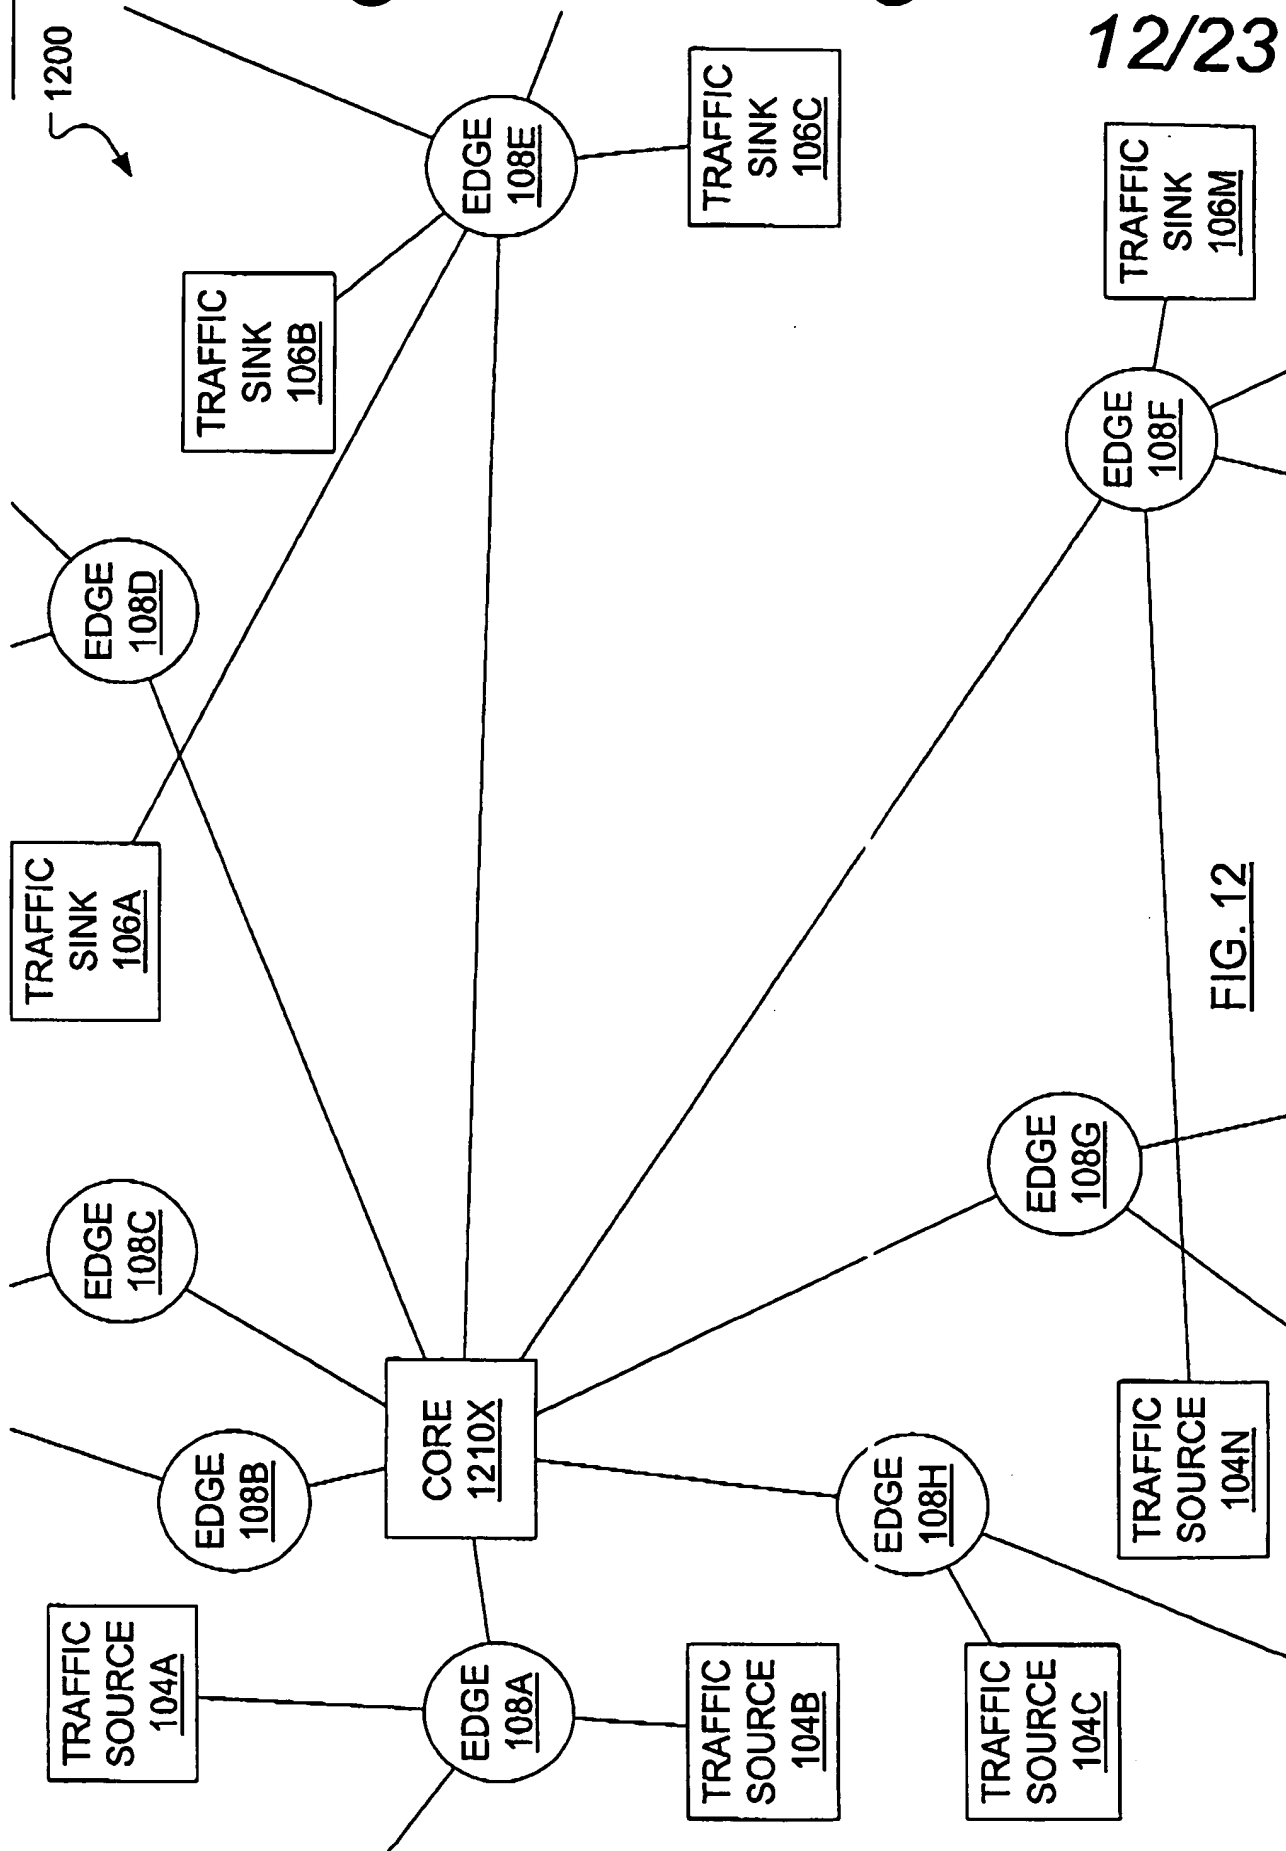 12/23
1200
TRAFFIC
SINK
106A
EDGE
108D
TRAFFIC
SINK
106B
EDGE
108E
TRAFFIC
SINK
106C
EDGE
108C
EDGE
108B
CORE
1210X
TRAFFIC
SOURCE
104A
EDGE
108A
TRAFFIC
SOURCE
104B
EDGE
108H
TRAFFIC
SOURCE
104C
EDGE
108G
TRAFFIC
SOURCE
104N
EDGE
108F
TRAFFIC
SINK
106M
FIG. 12